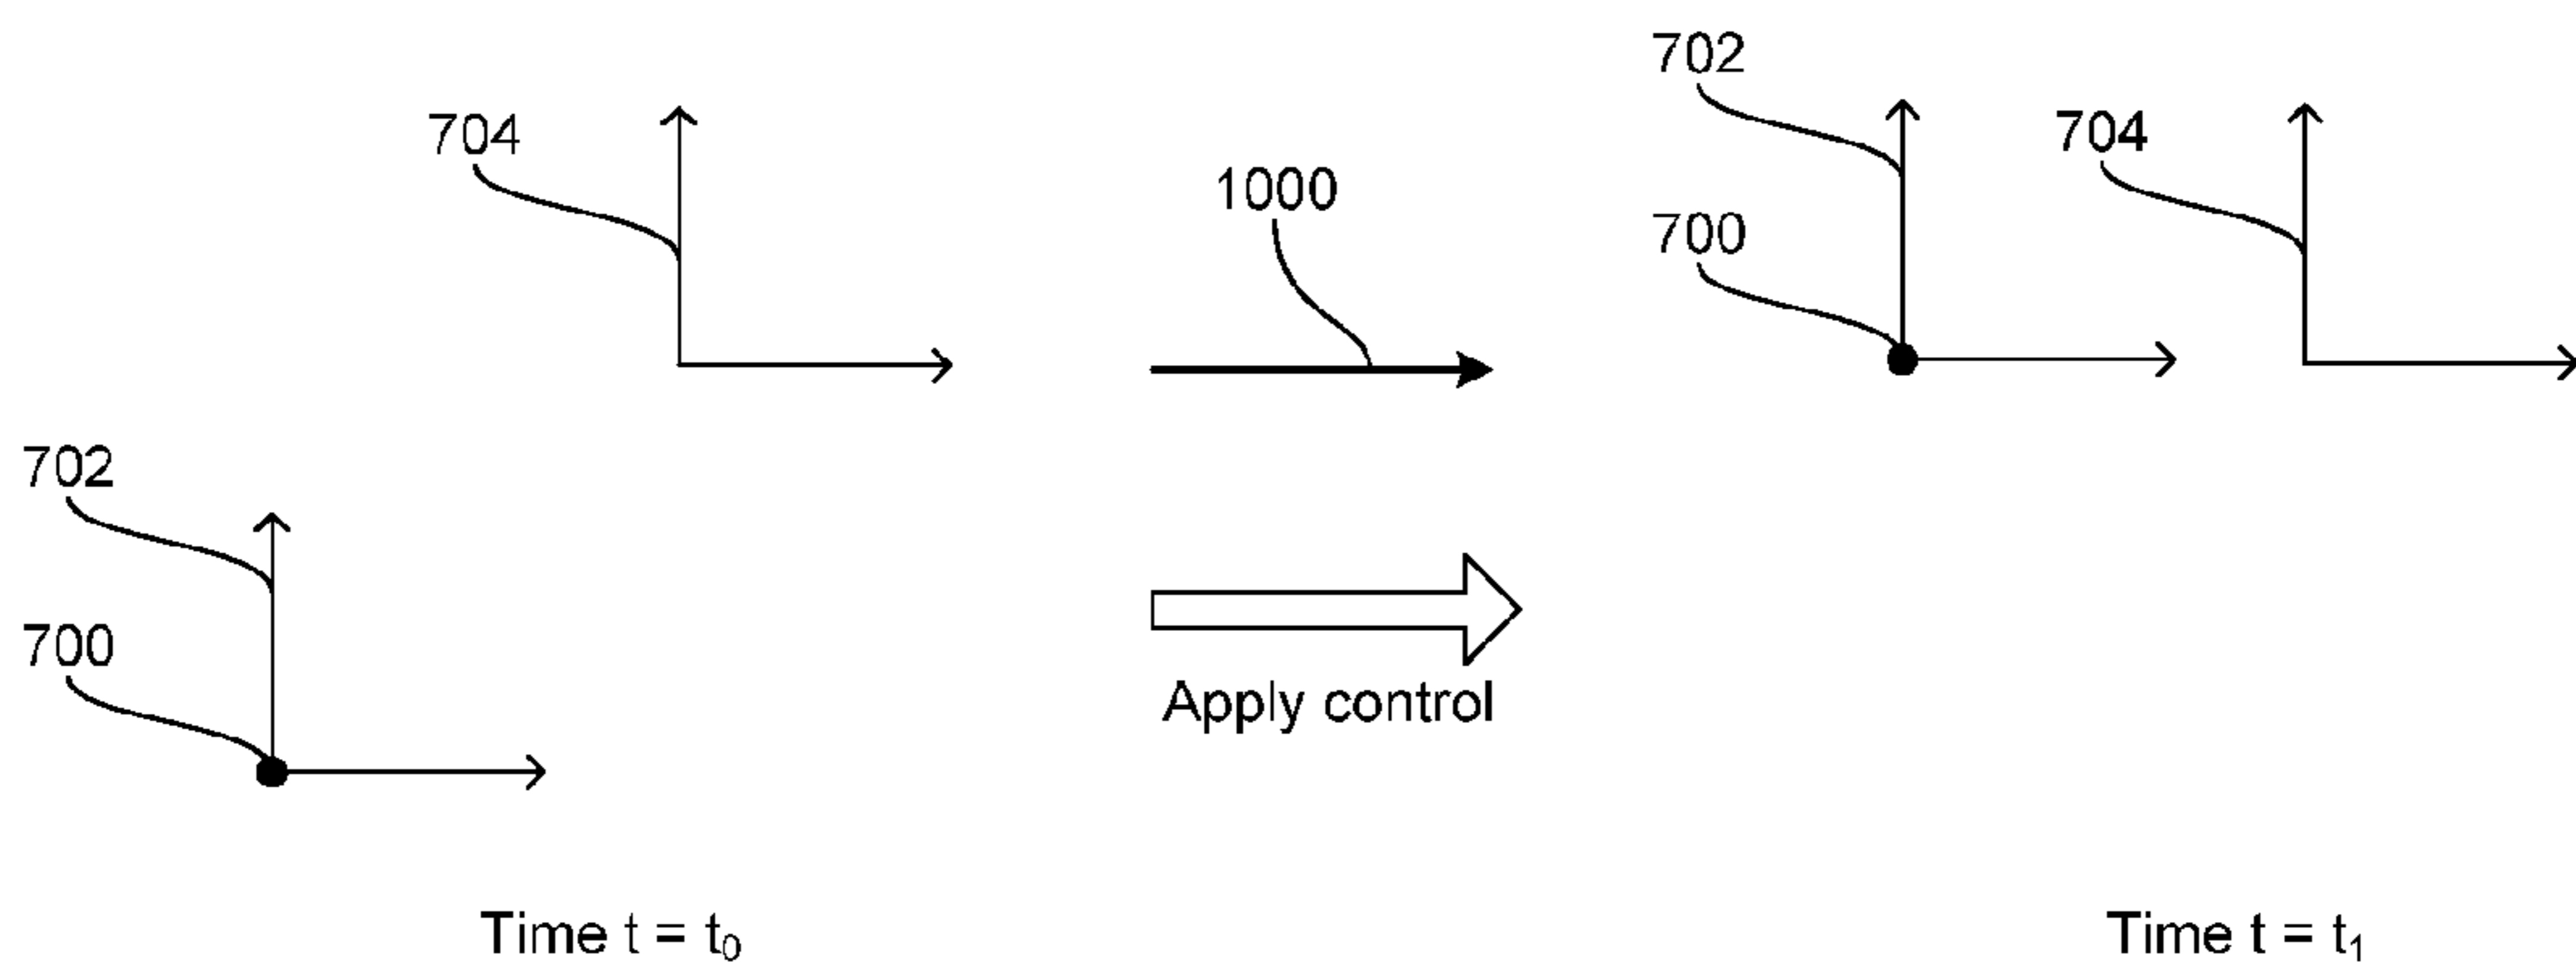 704
702
700
Time t = t₀
1000
Apply control
702
700
704
Time t = t₁